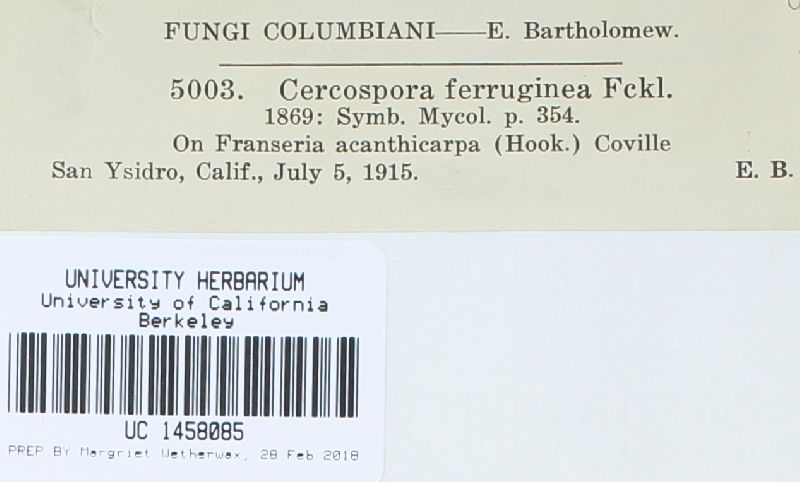 FUNGI COLUMBIANI——E. Bartholomew.
5003. Cercospora ferruginea Fckl.
1869: Symb. Mycol. p. 354.
On Franseria acanthicarpa (Hook.) Coville
San Ysidro, Calif., July 5, 1915. E. B.
UNIVERSITY HERBARIUM
University of California
Berkeley
UC 1458085
PREP BY Margriet Wetherwax, 28 Feb 2018